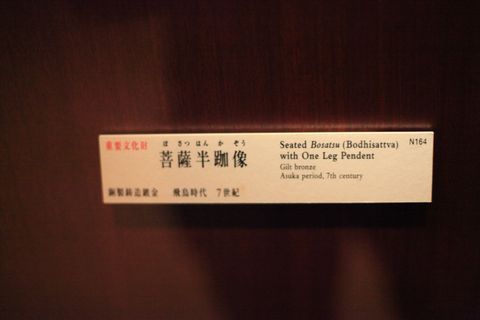 重要文化財
ぼさつはんかぞう
菩薩半跏像
銅製鋳造鍍金 飛鳥時代 7世紀
Seated Bosatsu (Bodhisattva)
with One Leg Pendent
Gilt bronze
Asuka period, 7th century
N164